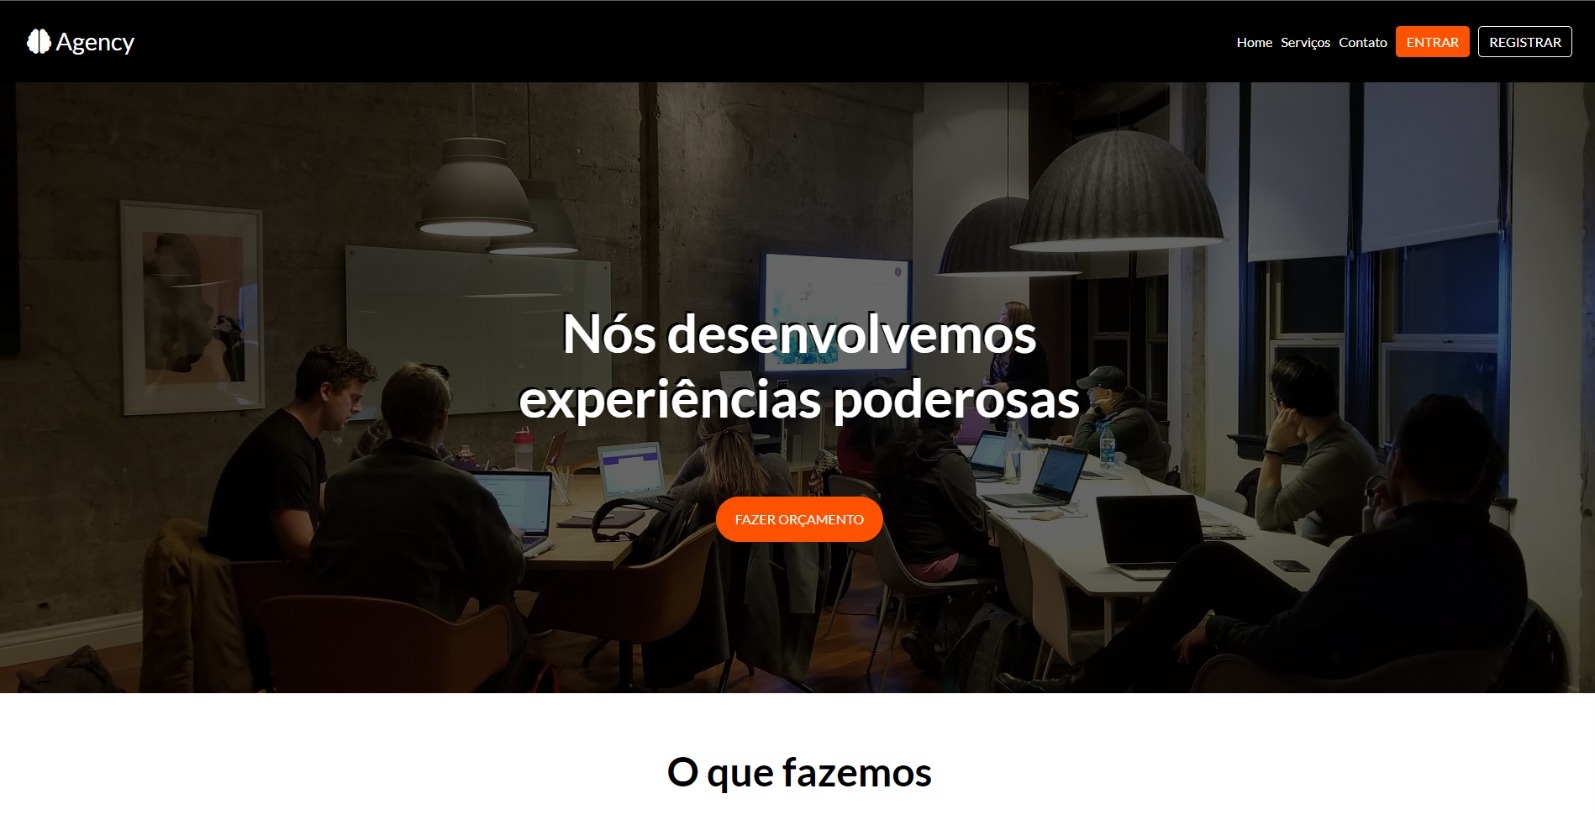 Agency
Home Serviços Contato ENTRAR REGISTRAR
Nós desenvolvemos
experiências poderosas
FAZER ORÇAMENTO
O que fazemos